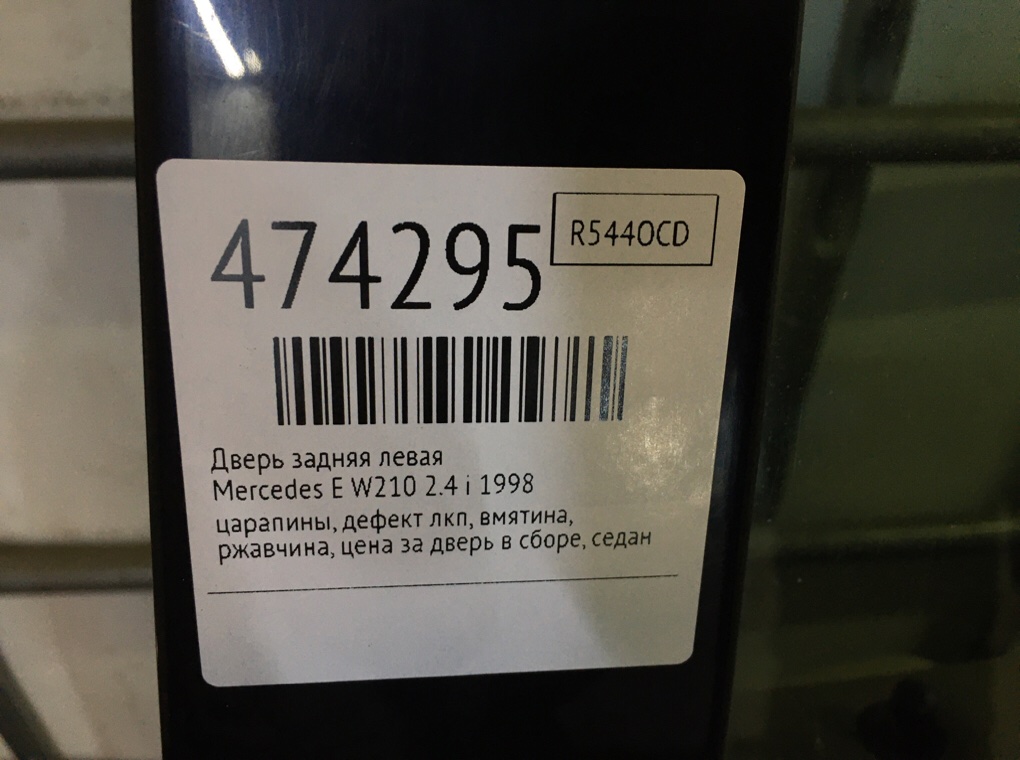 474295
R544OCD
Дверь задняя левая
Mercedes E W210 2.4 i 1998
царапины, дефект лкп, вмятина,
ржавчина, цена за дверь в сборе, седан